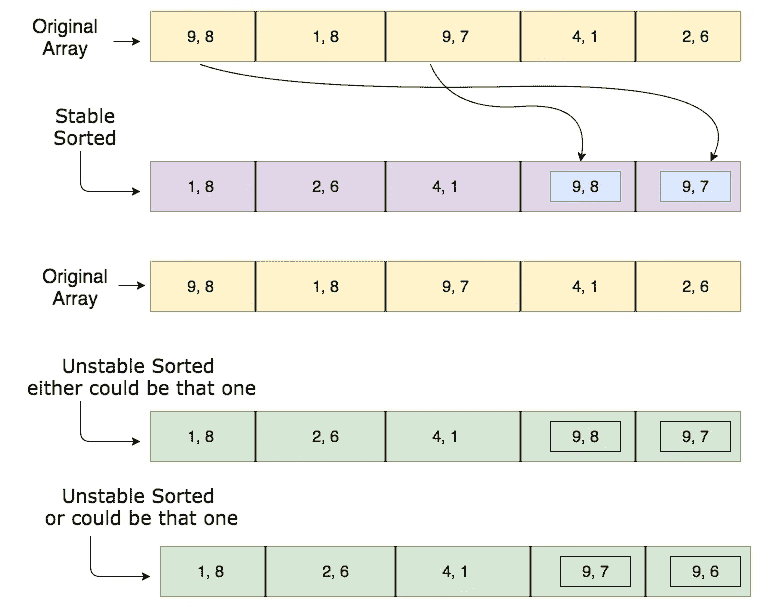 Original
Array
9, 8 1, 8 9, 7 4, 1 2, 6
Stable
Sorted
1, 8 2, 6 4, 1 9, 8 9, 7
Original
Array
9, 8 1, 8 9, 7 4, 1 2, 6
Unstable Sorted
either could be that one
1, 8 2, 6 4, 1 9, 8 9, 7
Unstable Sorted
or could be that one
1, 8 2, 6 4, 1 9, 7 9, 6